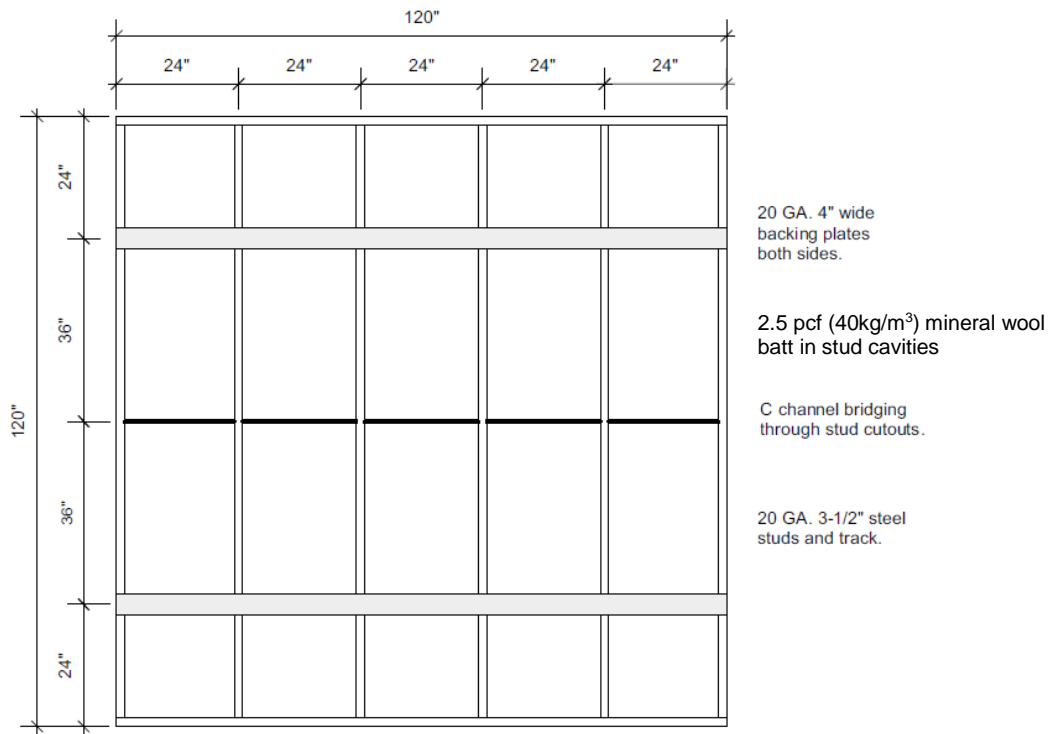 120"
24"
24"
24"
24"
24"
24"
36"
120"
36"
24"
20 GA. 4" wide
backing plates
both sides.
2.5 pcf (40kg/m³) mineral wool
batt in stud cavities
C channel bridging
through stud cutouts.
20 GA. 3-1/2" steel
studs and track.